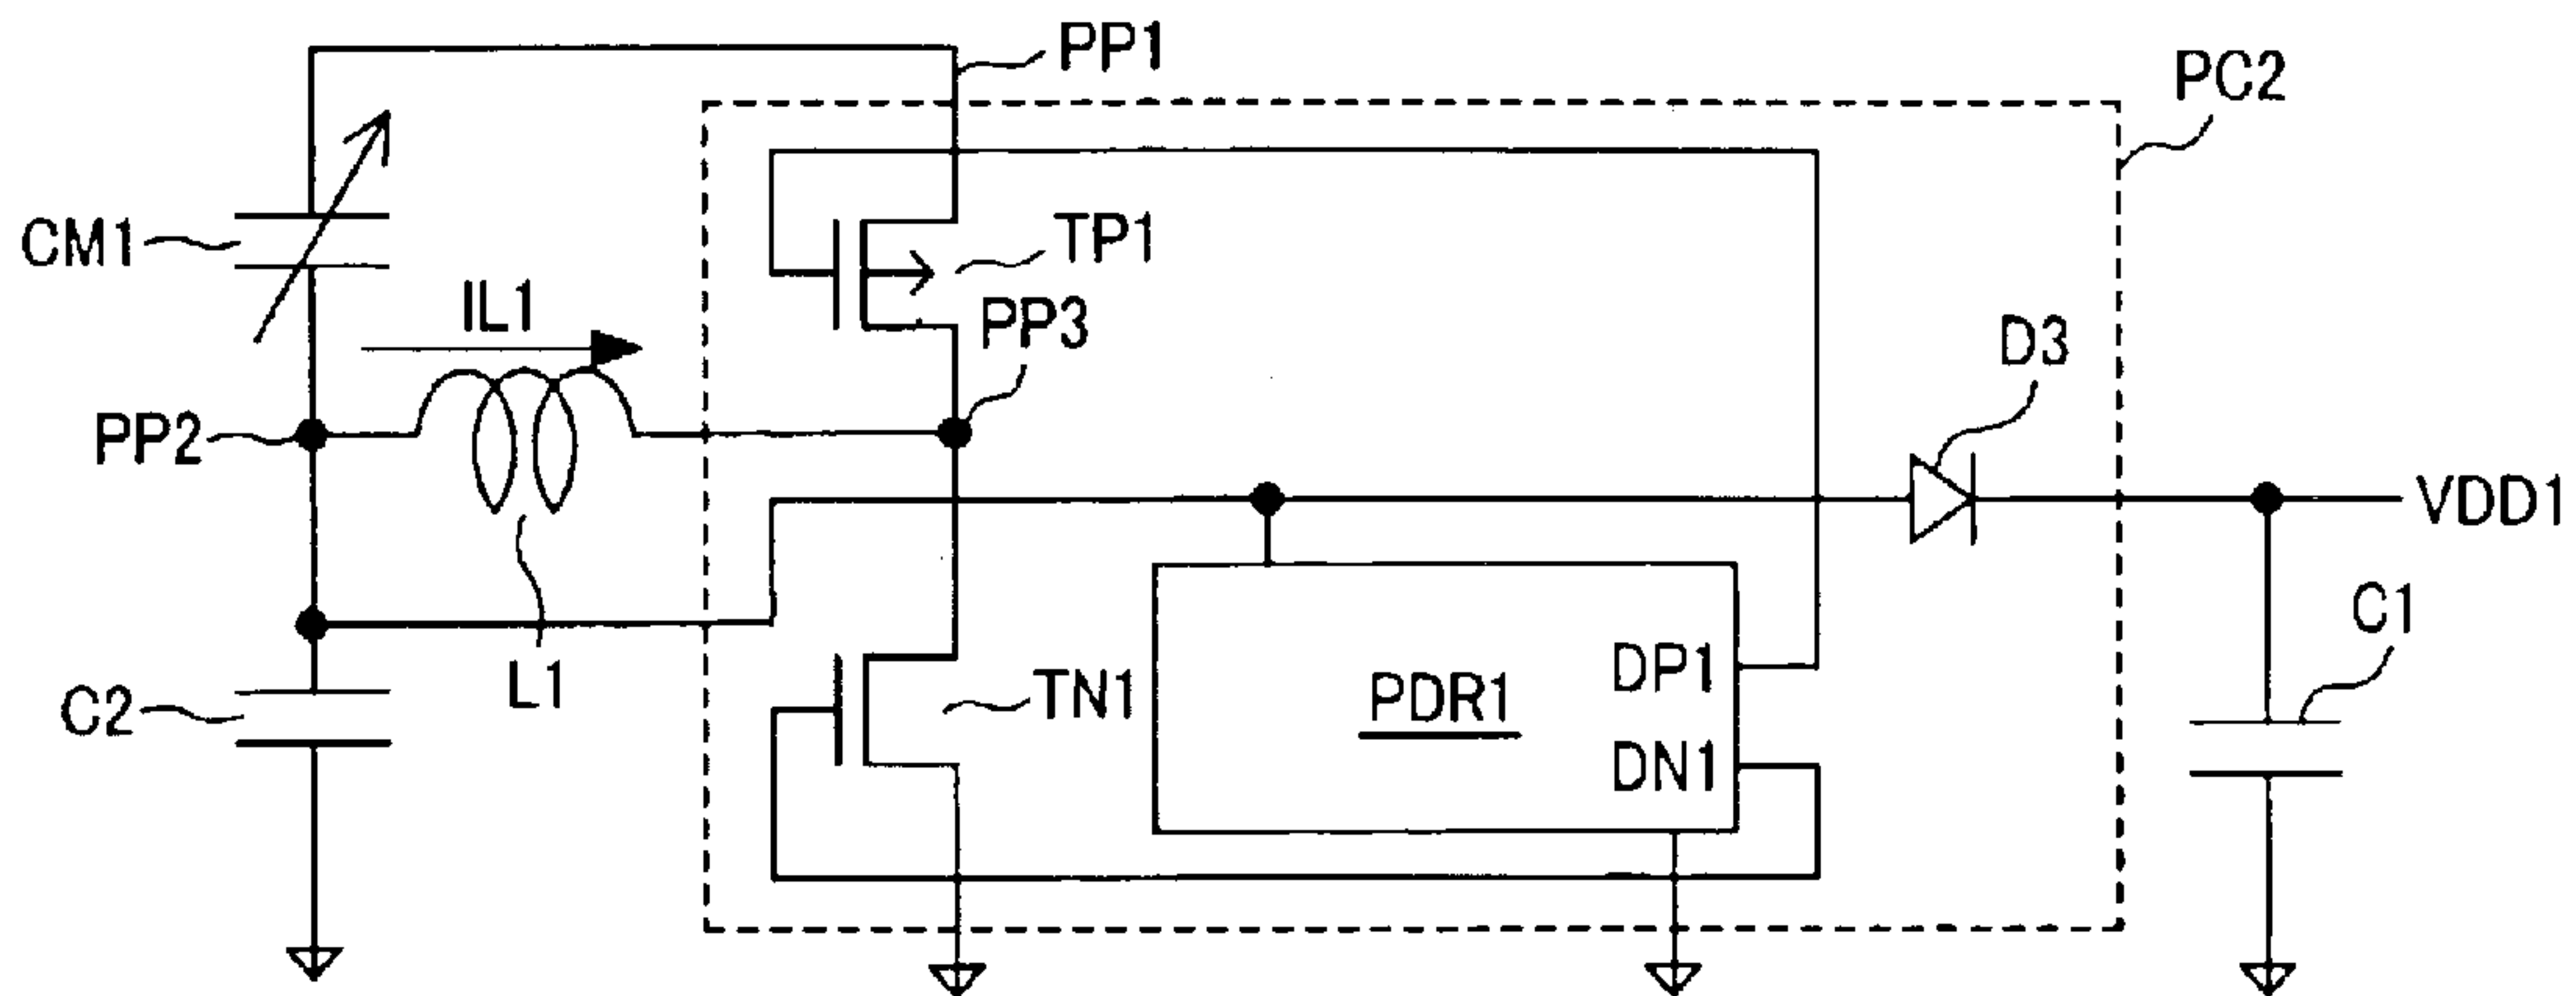 PP1
PC2
CM1
TP1
IL1
PP3
D3
PP2
VDD1
C1
L1
C2
TN1
DP1
PDR1
DN1